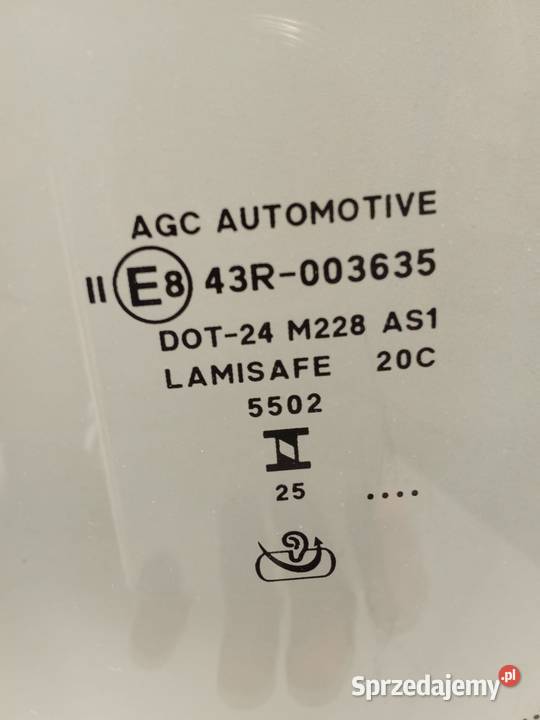 AGC AUTOMOTIVE
II E8 43R-003635
DOT-24 M228 AS1
LAMISAFE 20C
5502
25 ....
Sprzedajemy.pl